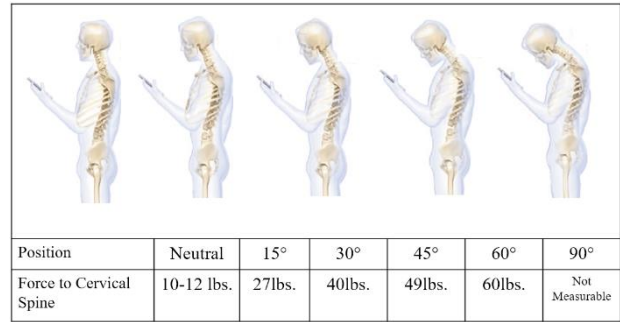 Position Neutral 15° 30° 45° 60° 90°
Force to Cervical 10-12 lbs. 27lbs. 40lbs. 49lbs. 60lbs. Not
Spine Measurable